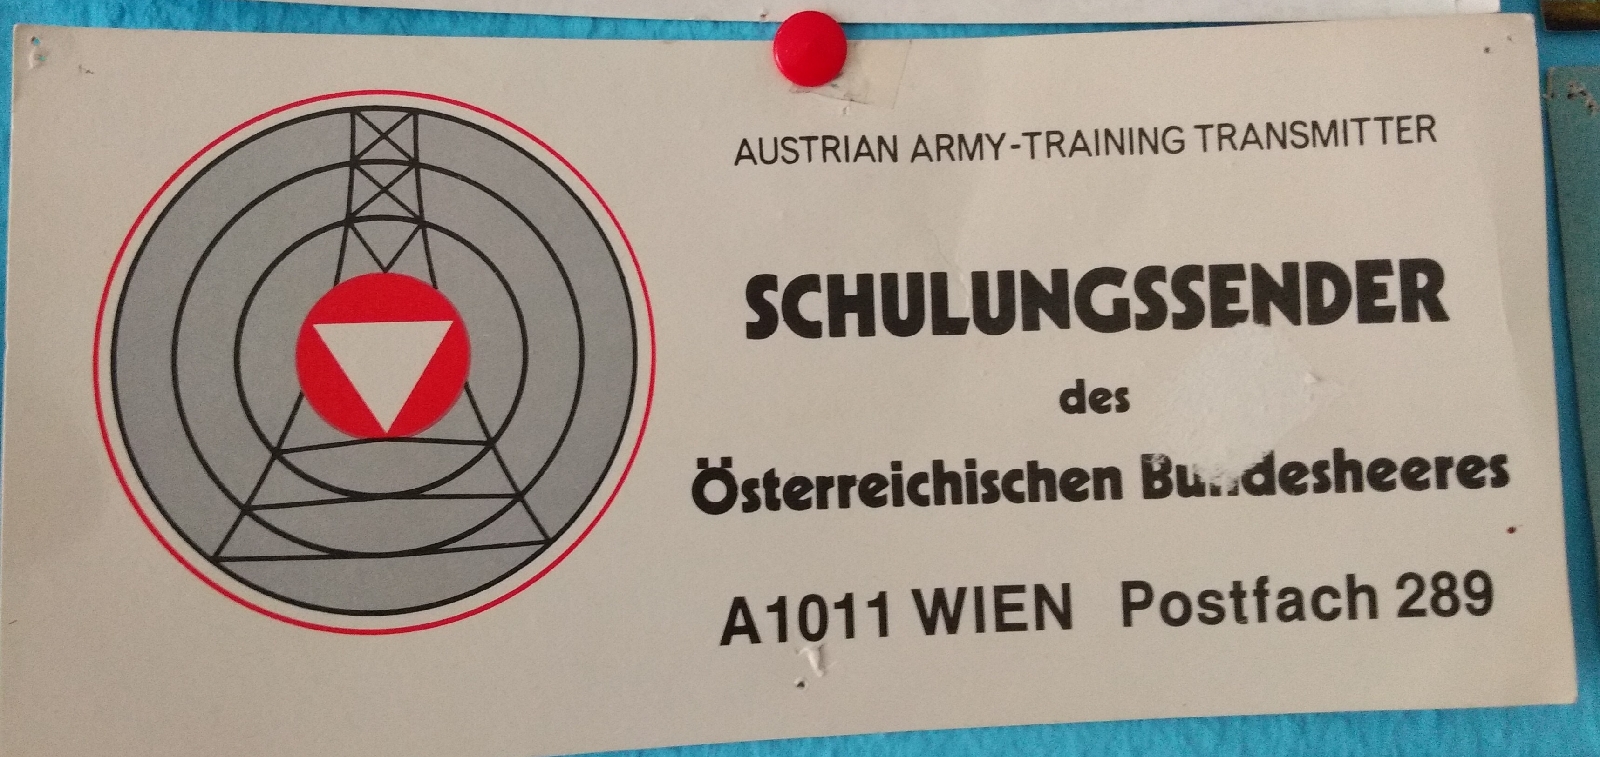 AUSTRIAN ARMY-TRAINING TRANSMITTER
SCHULUNGSSENDER
des
Österreichischen Bundesheeres
A1011 WIEN Postfach 289